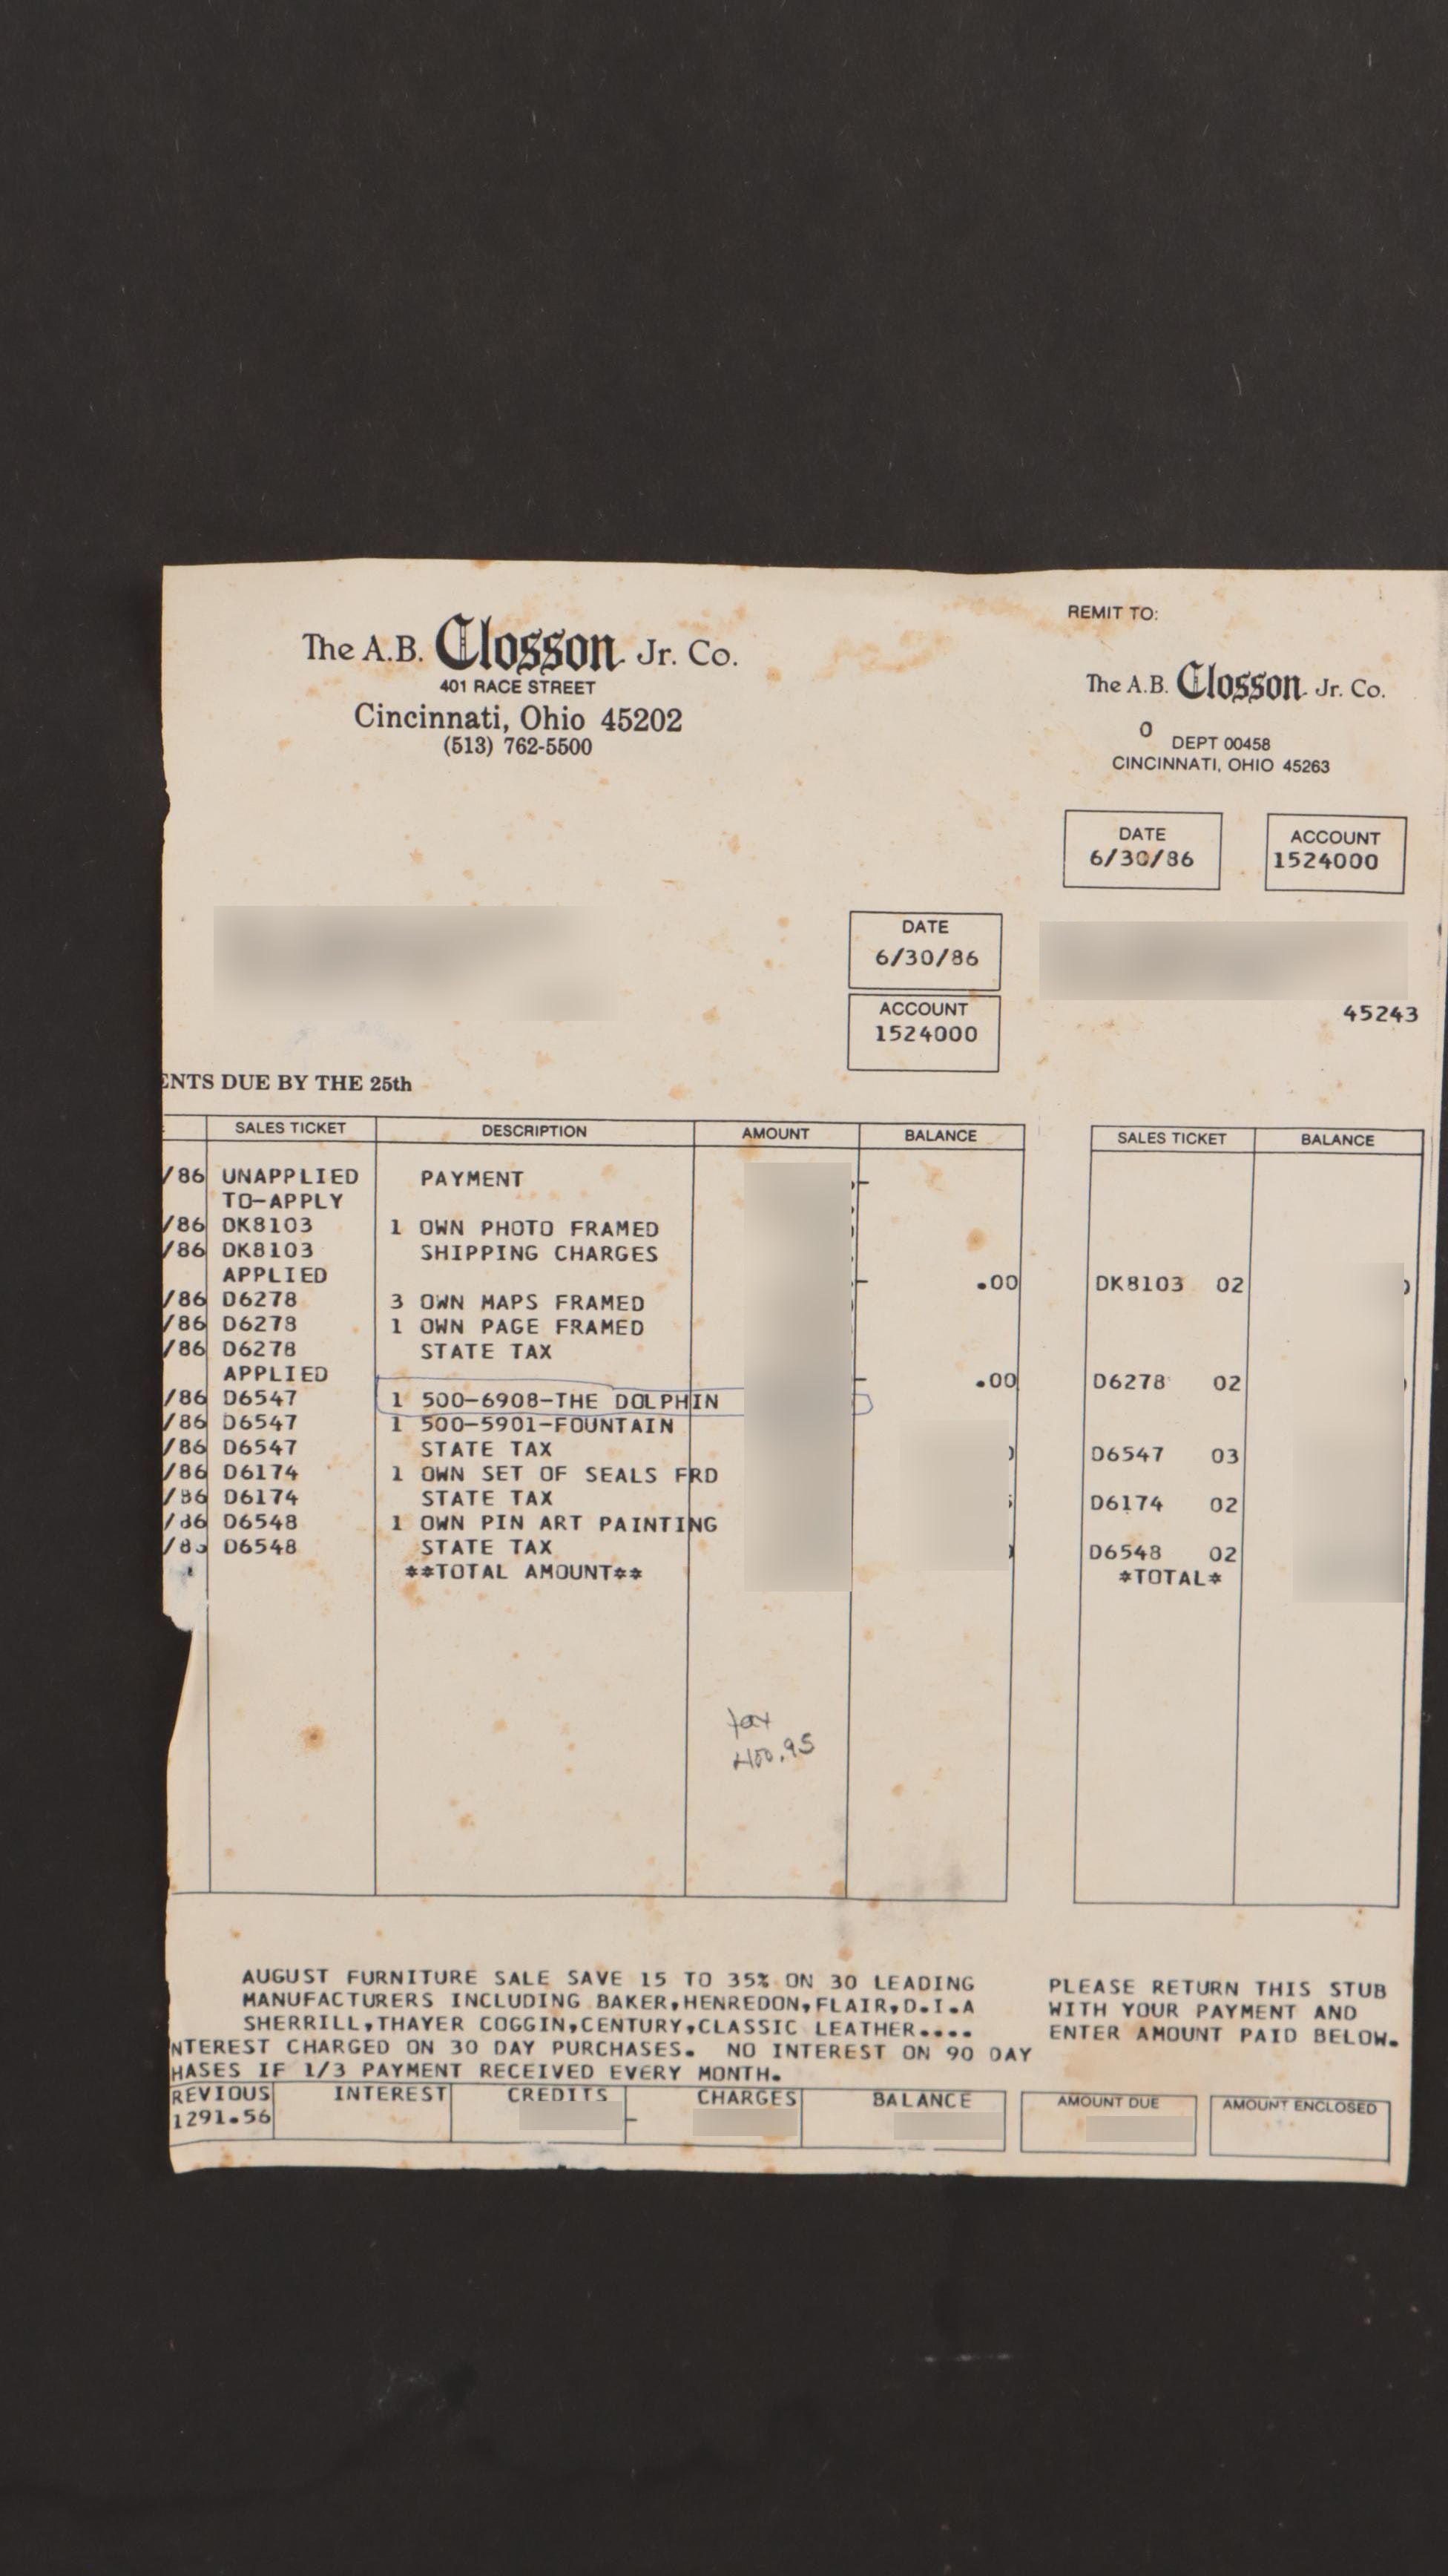 The A.B. Closson Jr. Co.
401 RACE STREET
Cincinnati, Ohio 45202
(513) 762-5500
REMIT TO:
The A.B. Closson Jr. Co.
0
DEPT 00458
CINCINNATI, OHIO 45263
DATE
6/30/86
ACCOUNT
1524000
DATE
6/30/86
ACCOUNT
1524000
45243
ENTS DUE BY THE 25th
SALES TICKET DESCRIPTION AMOUNT BALANCE
/86 UNAPPLIED PAYMENT -
TO-APPLY
/86 DK8103 1 OWN PHOTO FRAMED
/86 DK8103 SHIPPING CHARGES
APPLIED - .00
/86 D6278 3 OWN MAPS FRAMED
/86 D6278 1 OWN PAGE FRAMED
/86 D6278 STATE TAX
APPLIED - .00
/86 D6547 1 500-6908-THE DOLPHIN
/86 D6547 1 500-5901-FOUNTAIN
/86 D6547 STATE TAX
/86 D6174 1 OWN SET OF SEALS FRD
/86 D6174 STATE TAX
/86 D6548 1 OWN PIN ART PAINTING
D6548 STATE TAX
**TOTAL AMOUNT**
tax
SALES TICKET BALANCE
DK8103 02
D6278 02
D6547 03
D6174 02
D6548 02
*TOTAL*
AUGUST FURNITURE SALE SAVE 15 TO 35% ON 30 LEADING
MANUFACTURERS INCLUDING BAKER,HENREDON,FLAIR,D.I.A
SHERRILL,THAYER COGGIN,CENTURY,CLASSIC LEATHER....
NTEREST CHARGED ON 30 DAY PURCHASES. NO INTEREST ON 90 DAY
HASES IF 1/3 PAYMENT RECEIVED EVERY MONTH.
PLEASE RETURN THIS STUB
WITH YOUR PAYMENT AND
ENTER AMOUNT PAID BELOW.
REVIOUS INTEREST CREDITS CHARGES BALANCE AMOUNT DUE AMOUNT ENCLOSED
1291.56 -